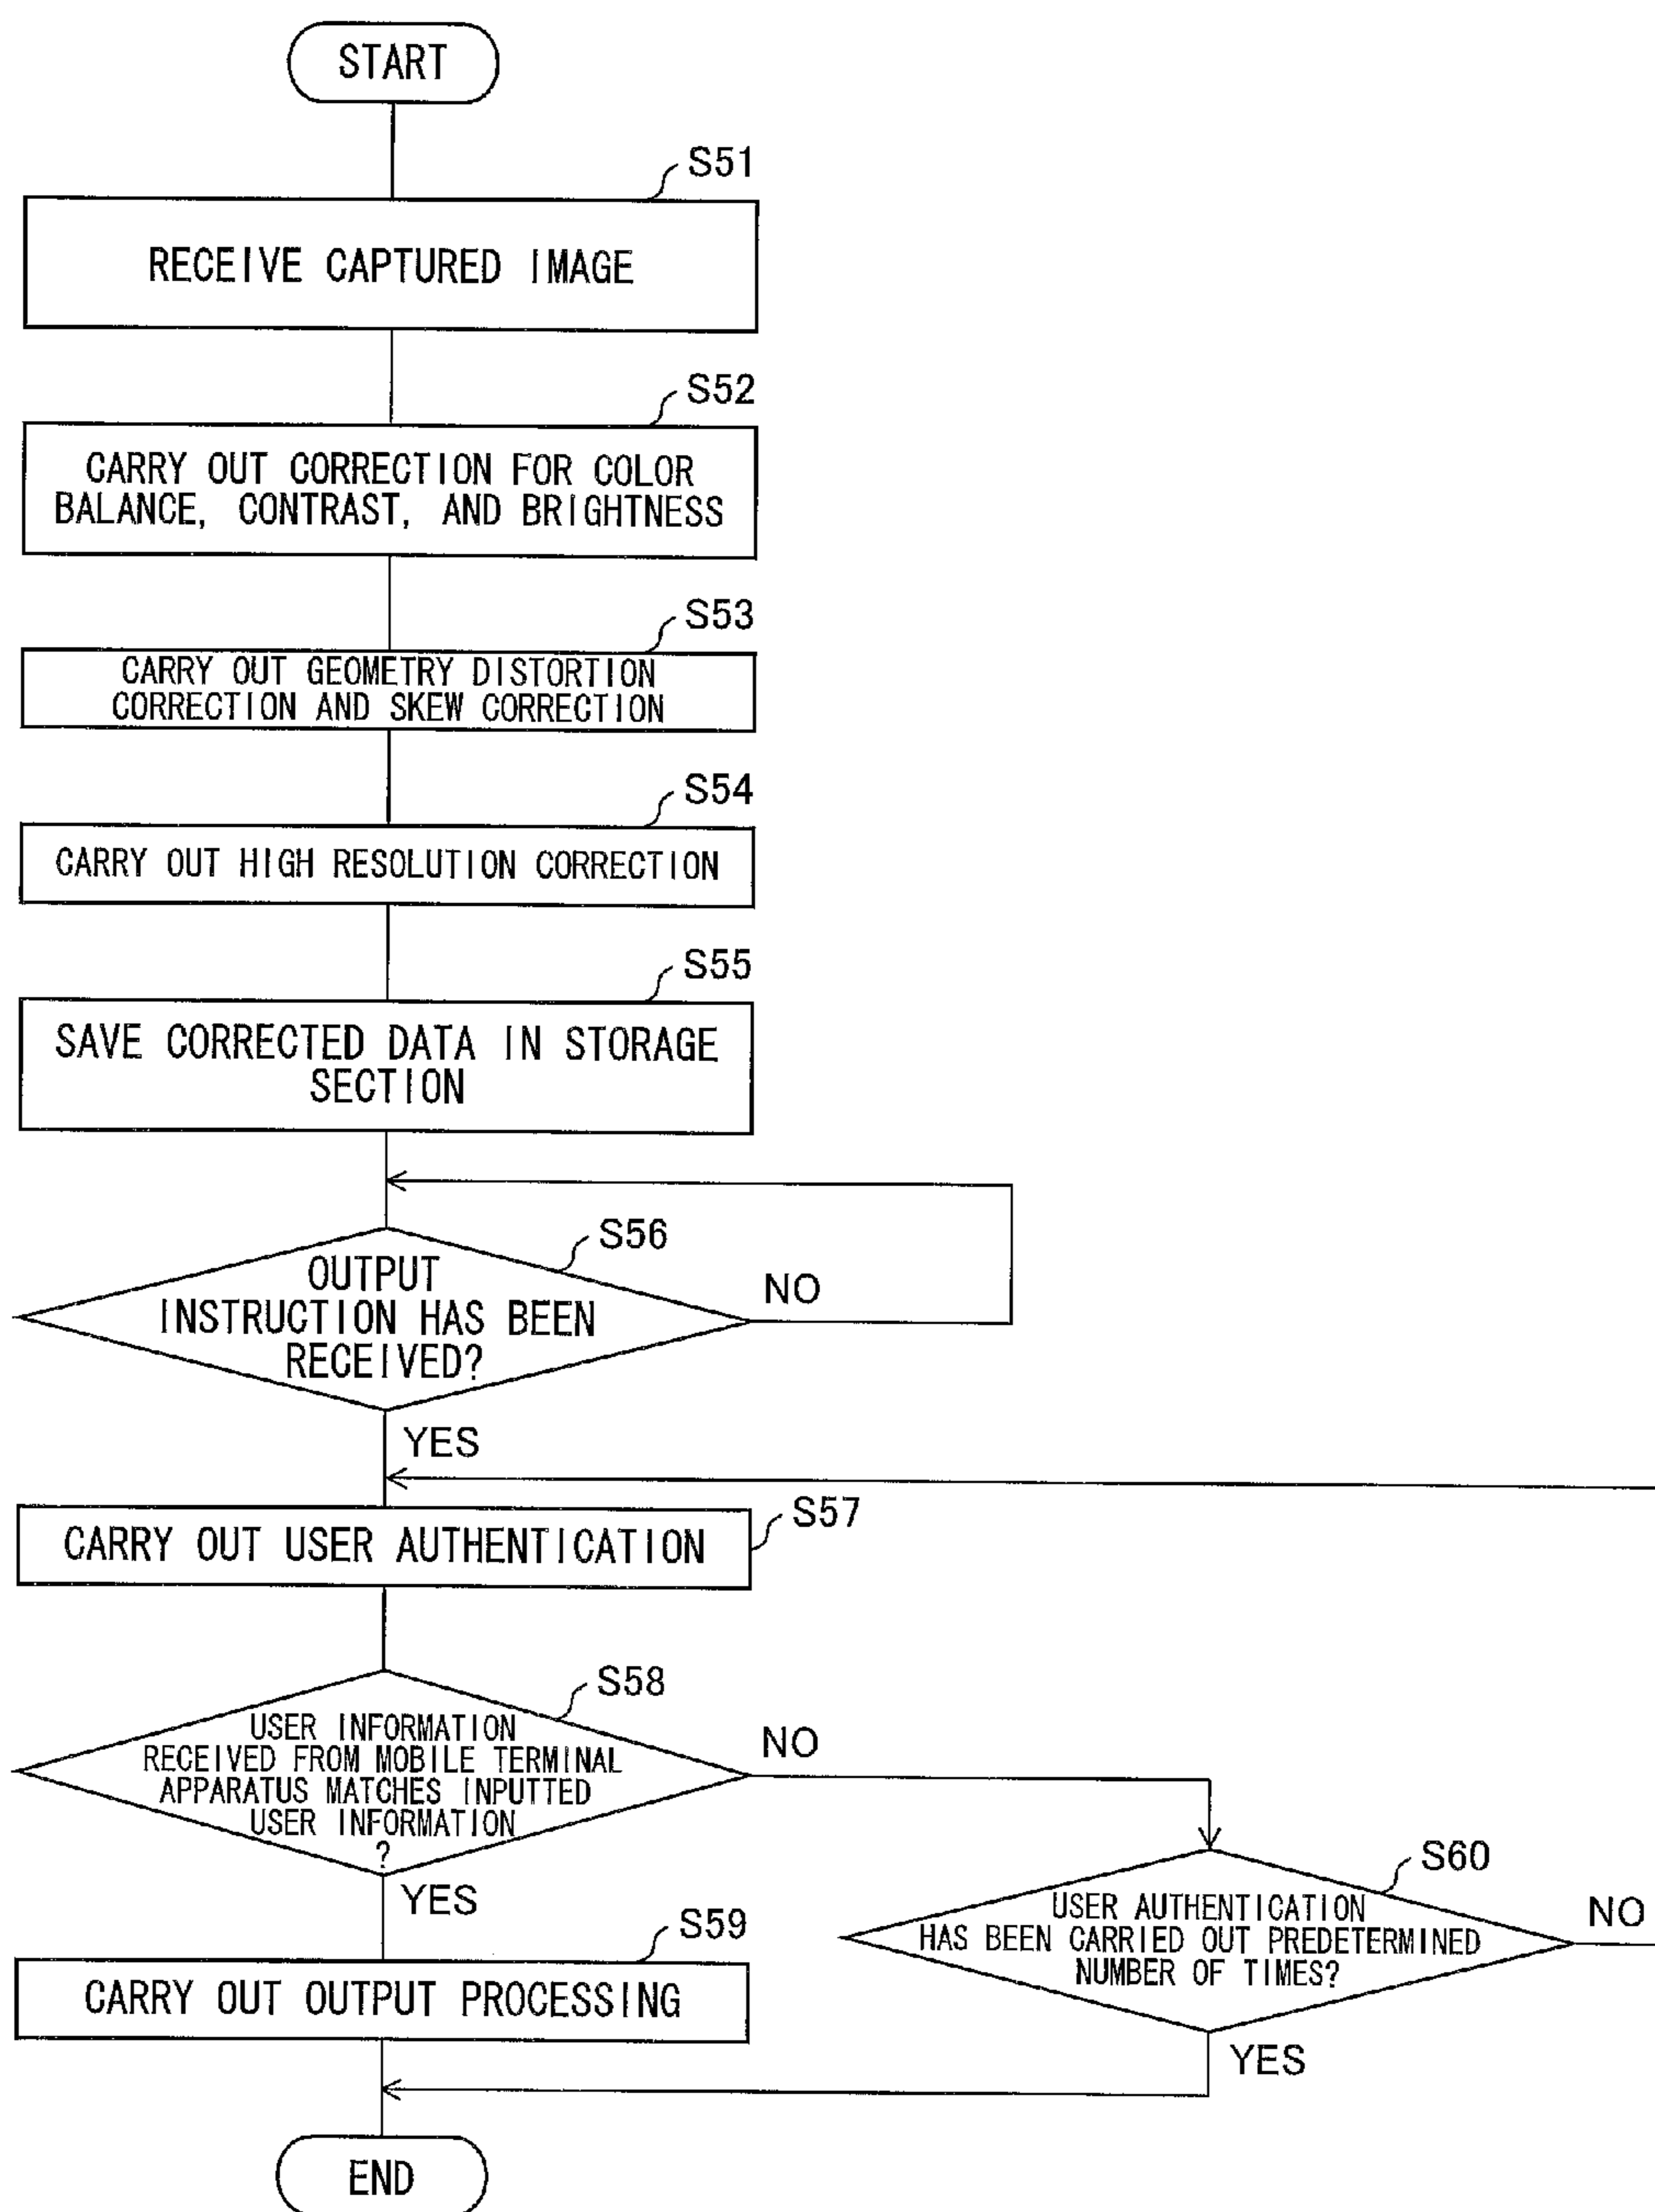 START
S51
RECEIVE CAPTURED IMAGE
S52
CARRY OUT CORRECTION FOR COLOR
BALANCE, CONTRAST, AND BRIGHTNESS
S53
CARRY OUT GEOMETRY DISTORTION
CORRECTION AND SKEW CORRECTION
S54
CARRY OUT HIGH RESOLUTION CORRECTION
S55
SAVE CORRECTED DATA IN STORAGE
SECTION
S56
OUTPUT
INSTRUCTION HAS BEEN
RECEIVED?
NO
YES
S57
CARRY OUT USER AUTHENTICATION
S58
USER INFORMATION
RECEIVED FROM MOBILE TERMINAL
APPARATUS MATCHES INPUTTED
USER INFORMATION
?
NO
YES
S60
USER AUTHENTICATION
HAS BEEN CARRIED OUT PREDETERMINED
NUMBER OF TIMES?
NO
YES
S59
CARRY OUT OUTPUT PROCESSING
END